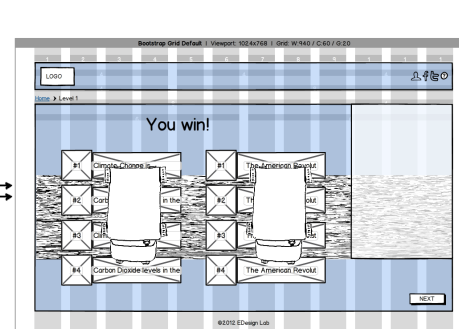 Bootstrap Grid Default | Viewport: 1024x768 | Grid: W:940 / C:60 / G:20
LOGO
Home > Level 1
You win!
#1 Climate Change is
#1 The American Revolut
#2 Carb in the
#2 olut
#3
#3
#4 Carbon Dioxide levels in the
#4 The American Revolut
NEXT
©2012 EDesign Lab